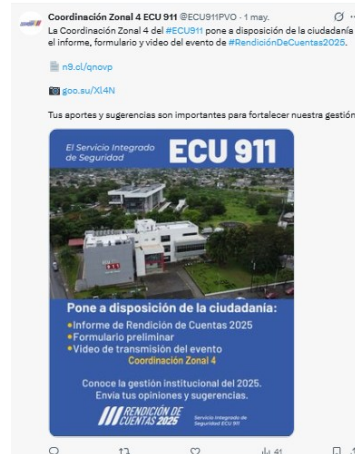 Coordinación Zonal 4 ECU 911 @ECU911PVO · 1 may.
La Coordinación Zonal 4 del #ECU911 pone a disposición de la ciudadanía
el informe, formulario y video del evento de #RendiciónDeCuentas2025.
n9.cl/qnovp
goo.su/Xl4N
Tus aportes y sugerencias son importantes para fortalecer nuestra gestión
El Servicio Integrado
de Seguridad
ECU 911
911
Pone a disposición de la ciudadanía:
•Informe de Rendición de Cuentas 2025
•Formulario preliminar
•Video de transmisión del evento
Coordinación Zonal 4
Conoce la gestión institucional del 2025.
Envía tus opiniones y sugerencias.
RENDICIÓN DE
CUENTAS 2025
Servicio Integrado de
Seguridad ECU 911
41